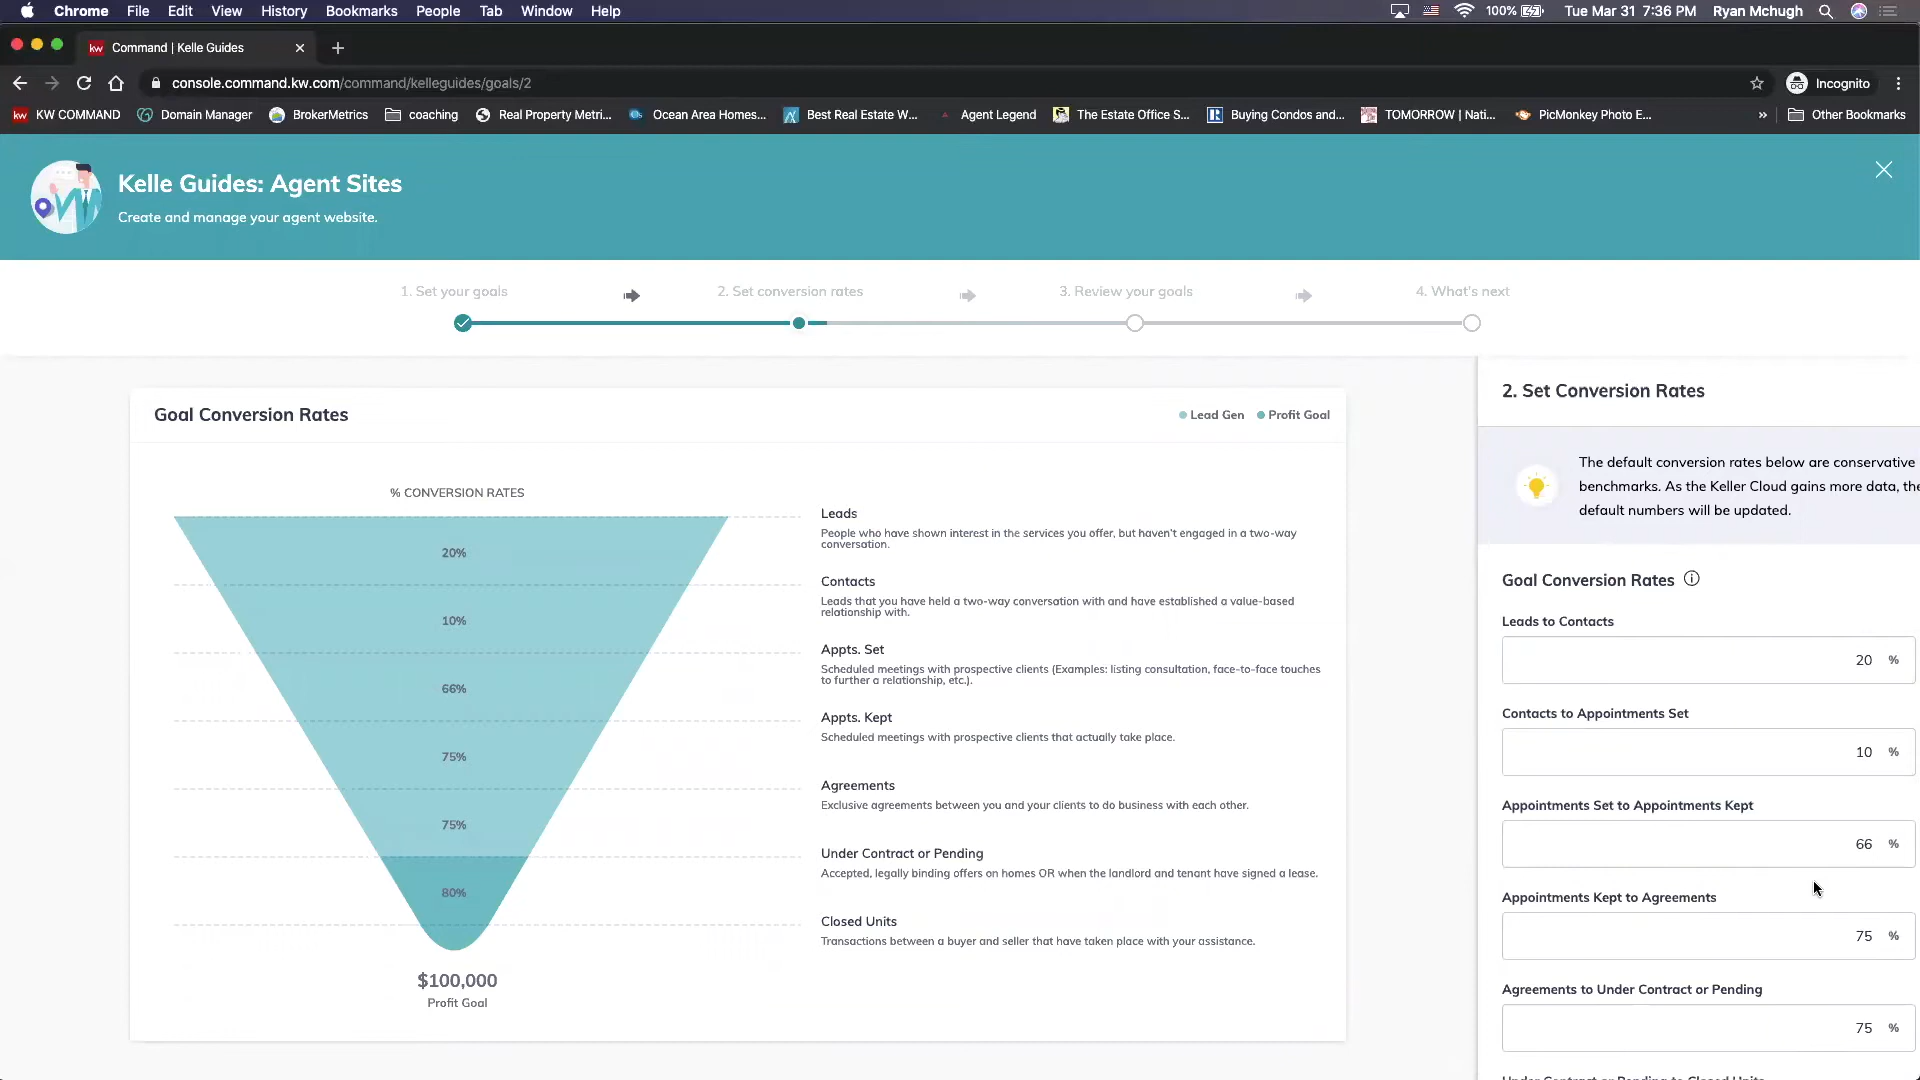 Chrome File Edit View History Bookmarks People Tab Window Help 100% Tue Mar 31 7:36 PM Ryan Mchugh
kw Command | Kelle Guides
console.command.kw.com/command/kelleguides/goals/2 Incognito
kw KW COMMAND Domain Manager BrokerMetrics coaching Real Property Metri... Ocean Area Homes... Best Real Estate W... Agent Legend The Estate Office S... Buying Condos and... TOMORROW | Nati... PicMonkey Photo E... » Other Bookmarks
Kelle Guides: Agent Sites
Create and manage your agent website.
1. Set your goals 2. Set conversion rates 3. Review your goals 4. What's next
Goal Conversion Rates
Lead Gen Profit Goal
% CONVERSION RATES
20%
10%
66%
75%
75%
80%
$100,000
Profit Goal
Leads
People who have shown interest in the services you offer, but haven't engaged in a two-way
conversation.
Contacts
Leads that you have held a two-way conversation with and have established a value-based
relationship with.
Appts. Set
Scheduled meetings with prospective clients (Examples: listing consultation, face-to-face touches
to further a relationship, etc.).
Appts. Kept
Scheduled meetings with prospective clients that actually take place.
Agreements
Exclusive agreements between you and your clients to do business with each other.
Under Contract or Pending
Accepted, legally binding offers on homes OR when the landlord and tenant have signed a lease.
Closed Units
Transactions between a buyer and seller that have taken place with your assistance.
2. Set Conversion Rates
The default conversion rates below are conservative
benchmarks. As the Keller Cloud gains more data, the
default numbers will be updated.
Goal Conversion Rates
Leads to Contacts
20 %
Contacts to Appointments Set
10 %
Appointments Set to Appointments Kept
66 %
Appointments Kept to Agreements
75 %
Agreements to Under Contract or Pending
75 %
Under Contract or Pending to Closed Units